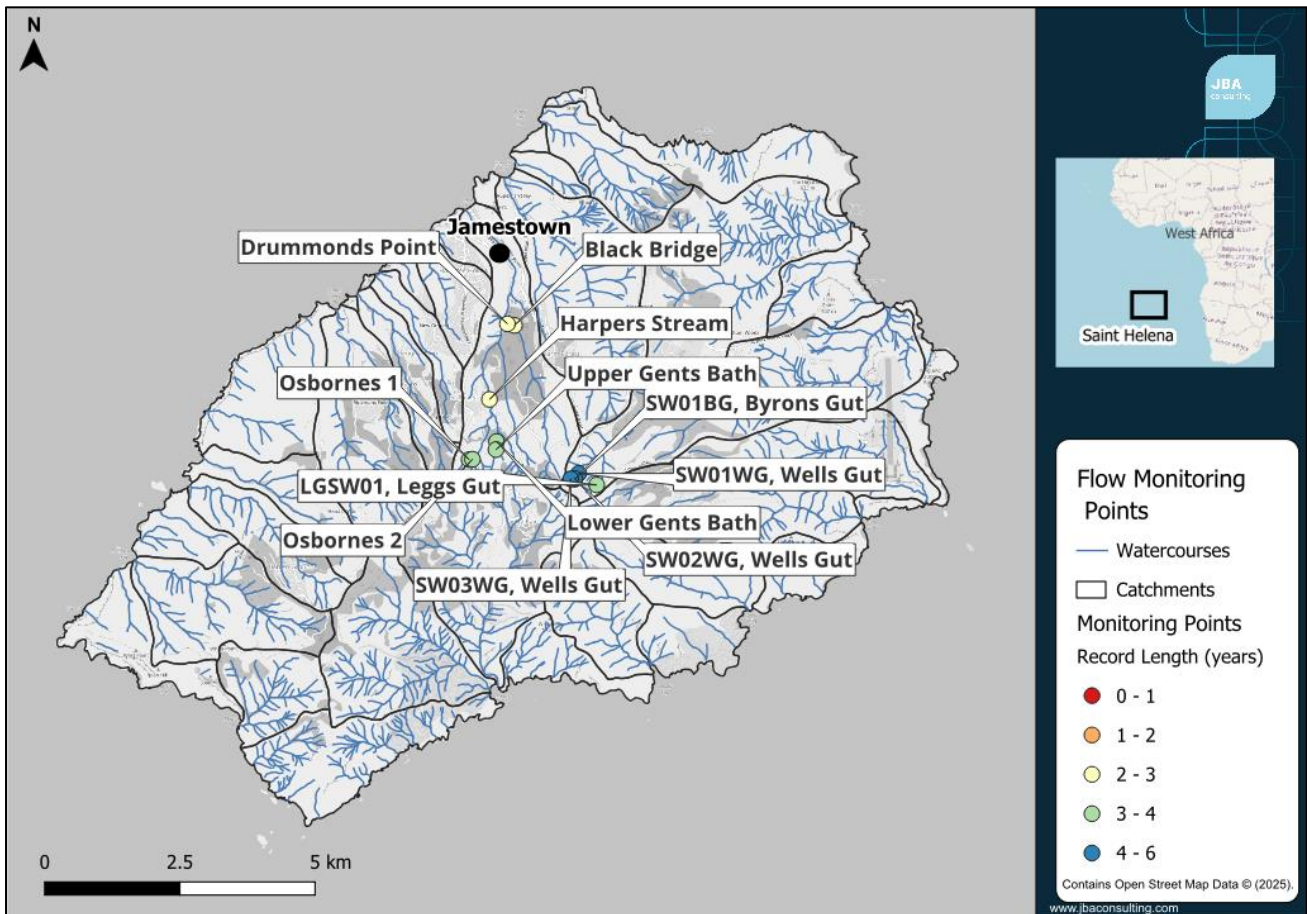 N
Jamestown
Drummonds Point
Black Bridge
Harpers Stream
Upper Gents Bath
Osbornes 1
SW01BG, Byrons Gut
LGSW01, Leggs Gut
SW01WG, Wells Gut
Lower Gents Bath
Osbornes 2
SW02WG, Wells Gut
SW03WG, Wells Gut
0 2.5 5 km
JBA
consulting
West Africa
Saint Helena
Flow Monitoring
Points
Watercourses
Catchments
Monitoring Points
Record Length (years)
0 - 1
1 - 2
2 - 3
3 - 4
4 - 6
Contains Open Street Map Data © (2025).
www.jbaconsulting.com